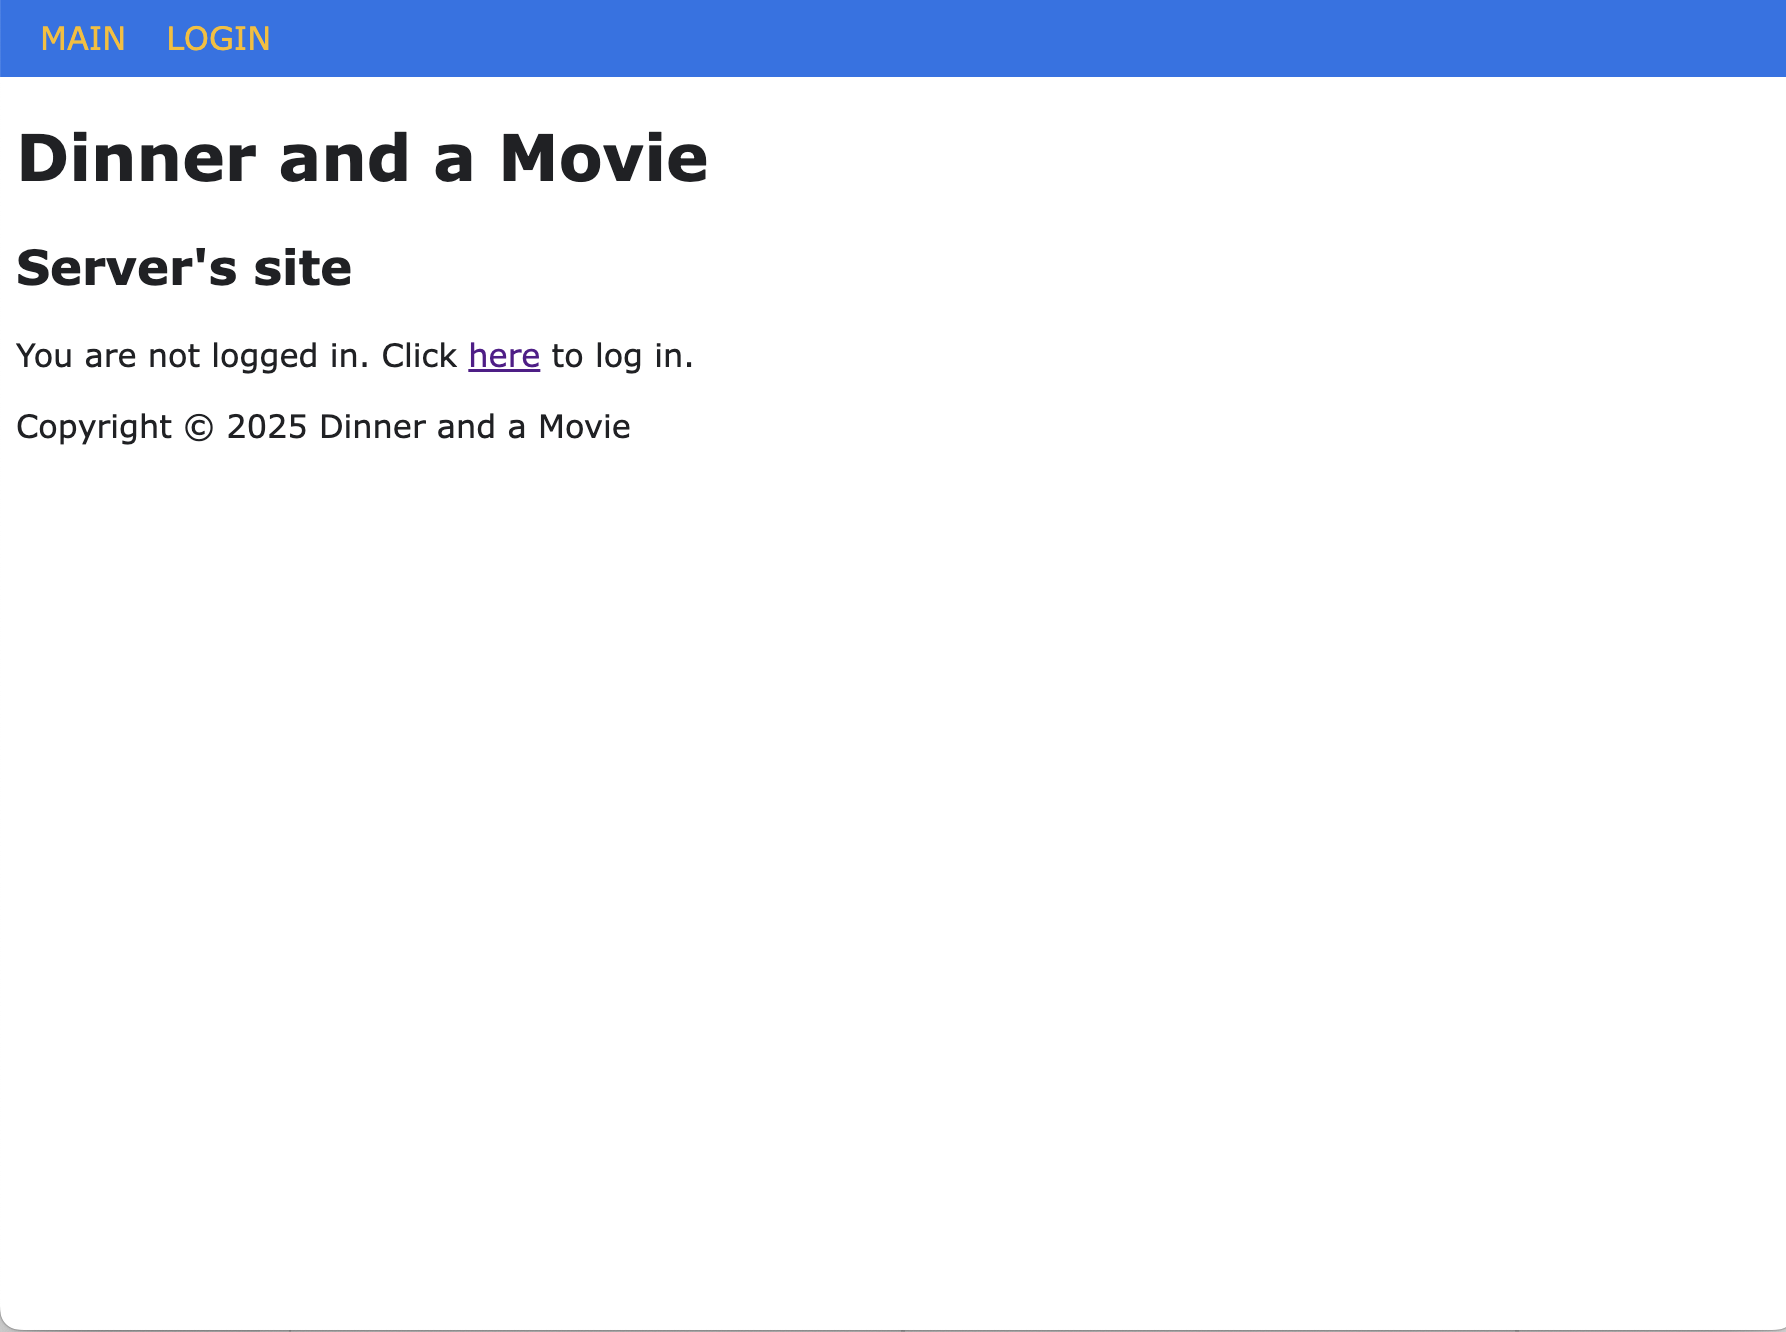 MAIN LOGIN
Dinner and a Movie
Server's site
You are not logged in. Click here to log in.
Copyright © 2025 Dinner and a Movie